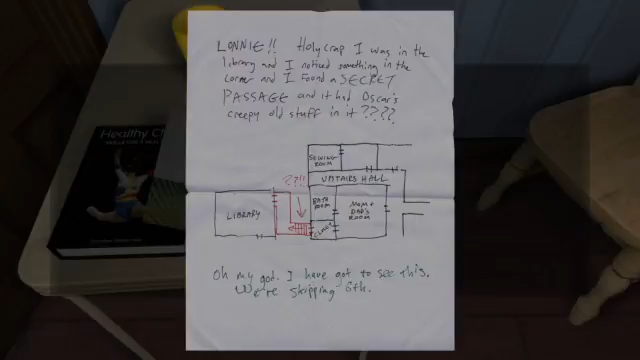 LONNIE!! Holy crap I was in the
library and I noticed something in the
corner and I found a SECRET
PASSAGE and it had Oscar's
creepy old stuff in it ????
SEWING
ROOM
UPSTAIRS HALL
??!!
LIBRARY
BATH
ROOM
MOM +
DAD'S
ROOM
CLOSET
Oh my god. I have got to see this.
We're skipping 6th.
Healthy